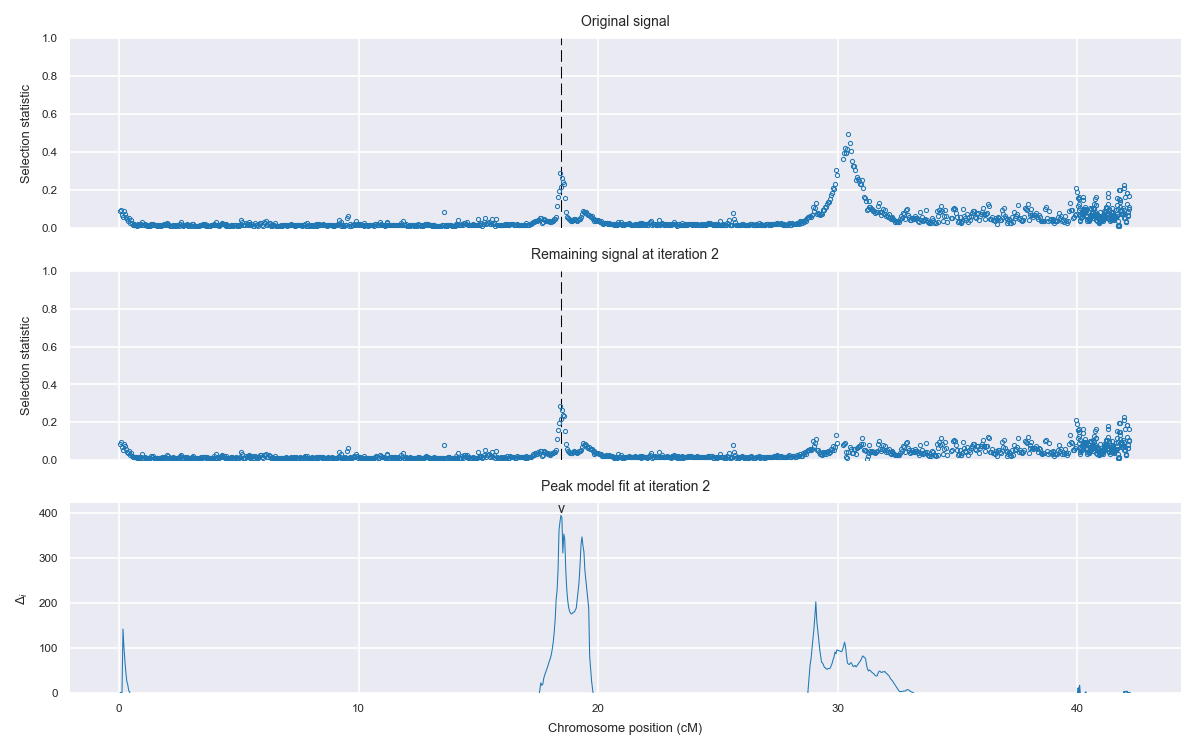 Original signal
1.0
0.8
0.6
0.4
0.2
0.0
Selection statistic
Remaining signal at iteration 2
1.0
0.8
0.6
0.4
0.2
0.0
Selection statistic
Peak model fit at iteration 2
v
400
300
200
100
0
Δᵢ
0
10
20
30
40
Chromosome position (cM)